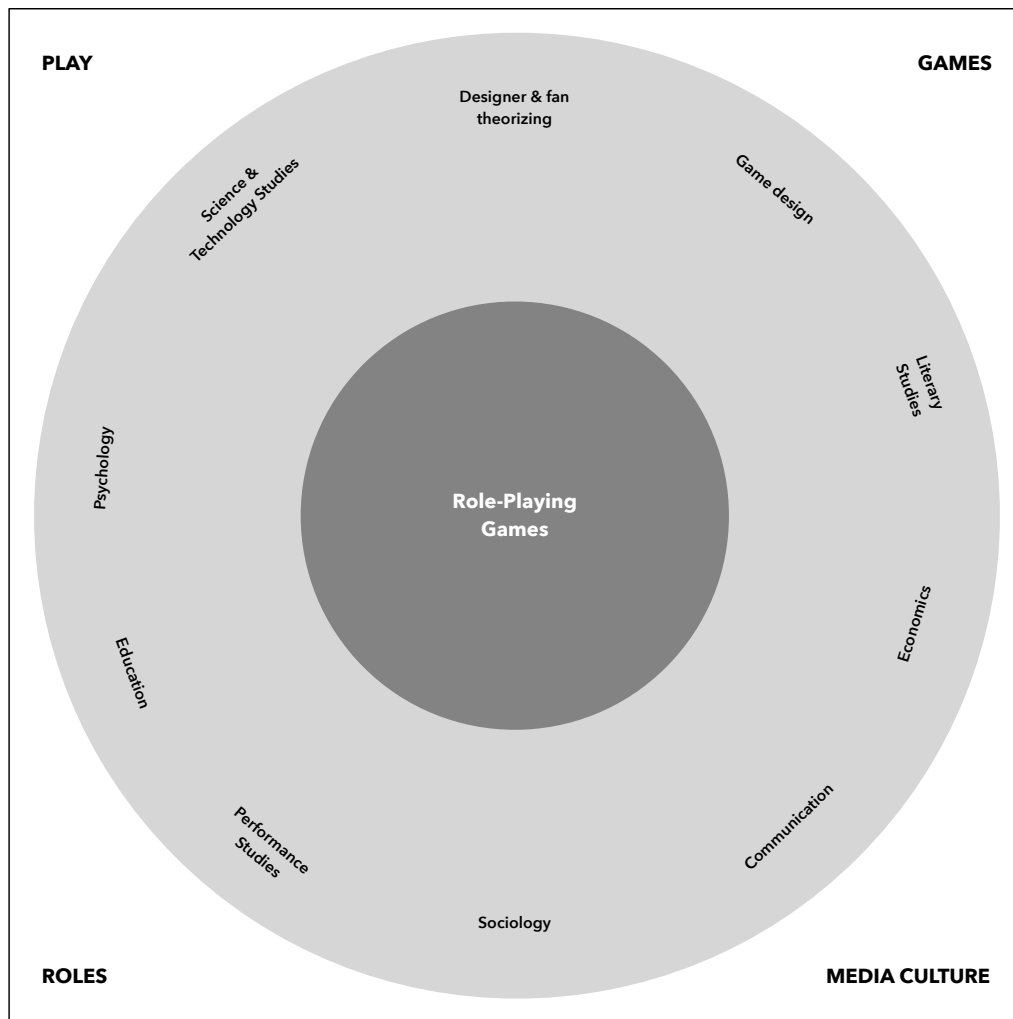 PLAY
GAMES
Designer & fan
theorizing
Science &
Technology Studies
Game design
Literary
Studies
Psychology
Role-Playing
Games
Economics
Education
Performance
Studies
Communication
Sociology
ROLES
MEDIA CULTURE